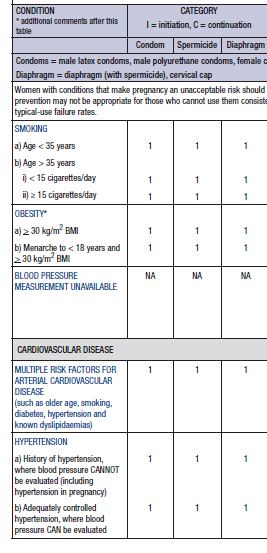 CONDITION
* additional comments after this
table
CATEGORY
I = initiation, C = continuation
Condom Spermicide Diaphragm
Condoms = male latex condoms, male polyurethane condoms, female c
Diaphragm = diaphragm (with spermicide), cervical cap
Women with conditions that make pregnancy an unacceptable risk should
prevention may not be appropriate for those who cannot use them consiste
typical-use failure rates.
SMOKING
a) Age < 35 years 1 1 1
b) Age > 35 years
i) < 15 cigarettes/day 1 1 1
ii) ≥ 15 cigarettes/day 1 1 1
OBESITY*
a) ≥ 30 kg/m² BMI 1 1 1
b) Menarche to < 18 years and 1 1 1
≥ 30 kg/m² BMI
BLOOD PRESSURE NA NA NA
MEASUREMENT UNAVAILABLE
CARDIOVASCULAR DISEASE
MULTIPLE RISK FACTORS FOR 1 1 1
ARTERIAL CARDIOVASCULAR
DISEASE
(such as older age, smoking,
diabetes, hypertension and
known dyslipidaemias)
HYPERTENSION
a) History of hypertension, 1 1 1
where blood pressure CANNOT
be evaluated (including
hypertension in pregnancy)
b) Adequately controlled 1 1 1
hypertension, where blood
pressure CAN be evaluated